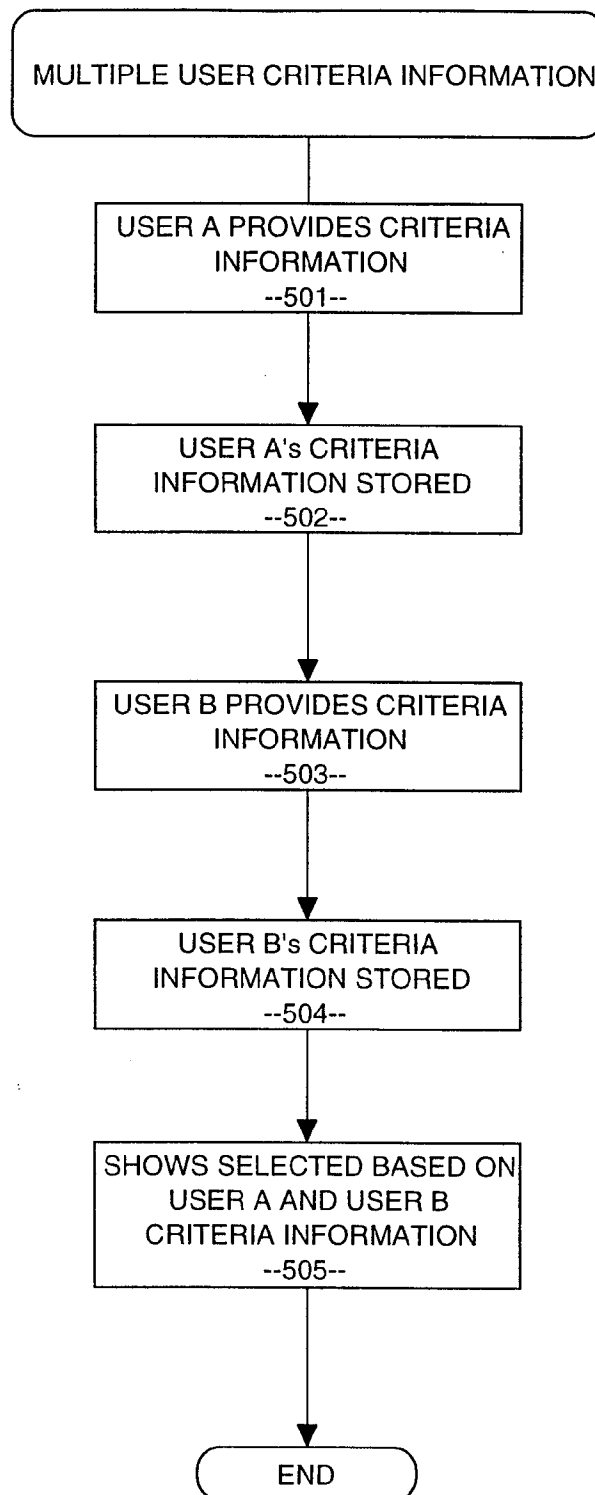 MULTIPLE USER CRITERIA INFORMATION
USER A PROVIDES CRITERIA
INFORMATION
--501--
USER A's CRITERIA
INFORMATION STORED
--502--
USER B PROVIDES CRITERIA
INFORMATION
--503--
USER B's CRITERIA
INFORMATION STORED
--504--
SHOWS SELECTED BASED ON
USER A AND USER B
CRITERIA INFORMATION
--505--
END